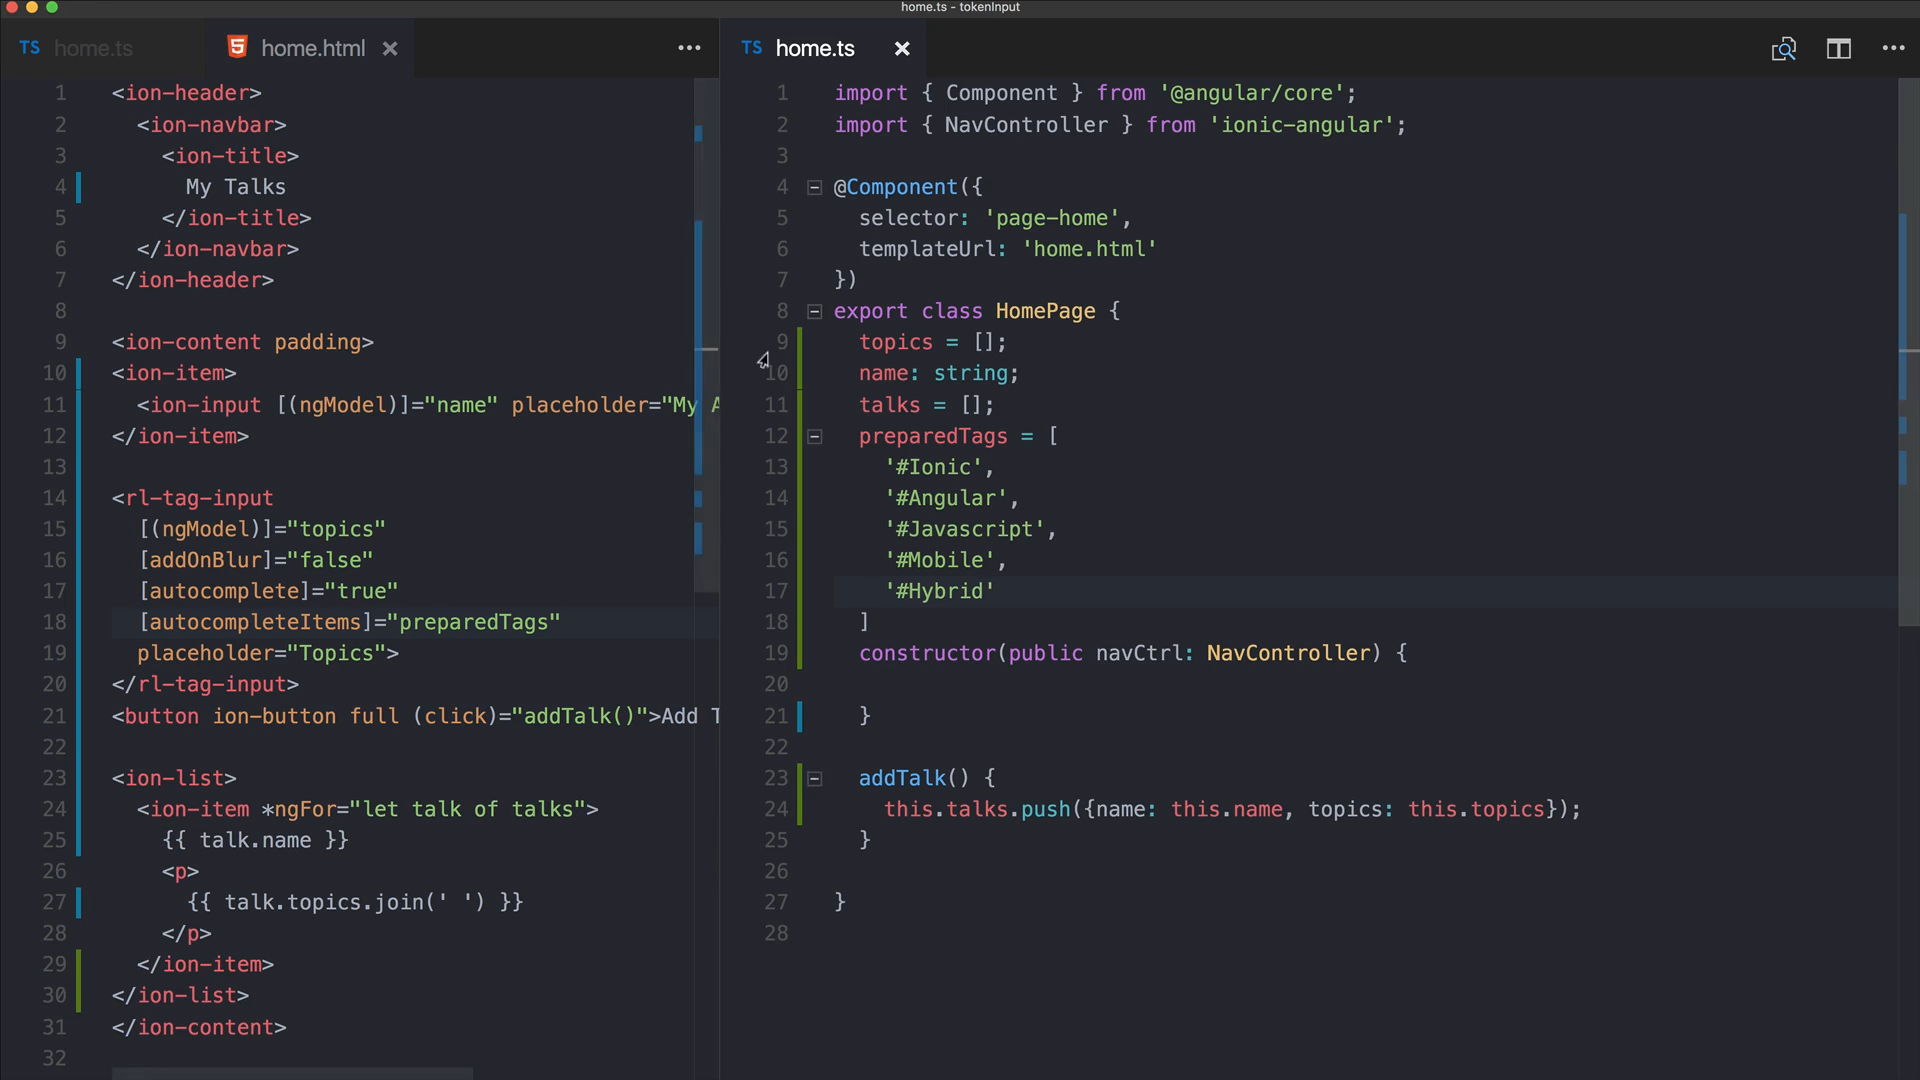 home.ts - tokenInput
TS home.ts
5 home.html
TS home.ts
1 <ion-header>
2 <ion-navbar>
3 <ion-title>
4 My Talks
5 </ion-title>
6 </ion-navbar>
7 </ion-header>
8
9 <ion-content padding>
10 <ion-item>
11 <ion-input [(ngModel)]="name" placeholder="My A
12 </ion-item>
13
14 <rl-tag-input
15 [(ngModel)]="topics"
16 [addOnBlur]="false"
17 [autocomplete]="true"
18 [autocompleteItems]="preparedTags"
19 placeholder="Topics">
20 </rl-tag-input>
21 <button ion-button full (click)="addTalk()">Add T
22
23 <ion-list>
24 <ion-item *ngFor="let talk of talks">
25 {{ talk.name }}
26 <p>
27 {{ talk.topics.join(' ') }}
28 </p>
29 </ion-item>
30 </ion-list>
31 </ion-content>
32
1 import { Component } from '@angular/core';
2 import { NavController } from 'ionic-angular';
3
4 @Component({
5 selector: 'page-home',
6 templateUrl: 'home.html'
7 })
8 export class HomePage {
9 topics = [];
10 name: string;
11 talks = [];
12 preparedTags = [
13 '#Ionic',
14 '#Angular',
15 '#Javascript',
16 '#Mobile',
17 '#Hybrid'
18 ]
19 constructor(public navCtrl: NavController) {
20
21 }
22
23 addTalk() {
24 this.talks.push({name: this.name, topics: this.topics});
25 }
26
27 }
28